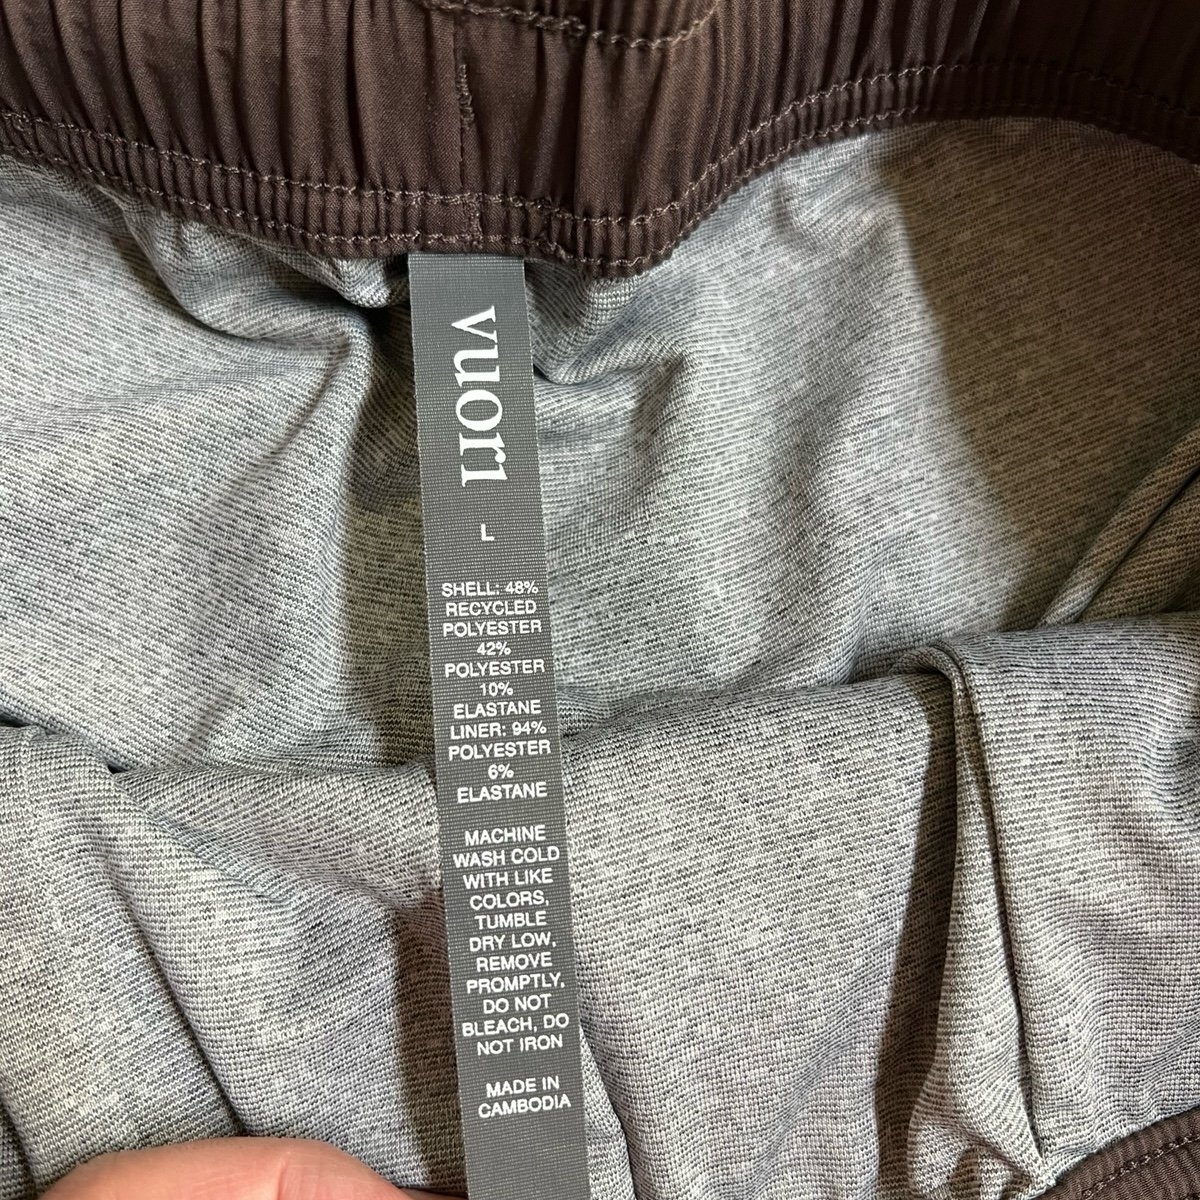 vuori
L
SHELL: 48%
RECYCLED
POLYESTER
42%
POLYESTER
10%
ELASTANE
LINER: 94%
POLYESTER
6%
ELASTANE
MACHINE
WASH COLD
WITH LIKE
COLORS,
TUMBLE
DRY LOW,
REMOVE
PROMPTLY,
DO NOT
BLEACH, DO
NOT IRON
MADE IN
CAMBODIA